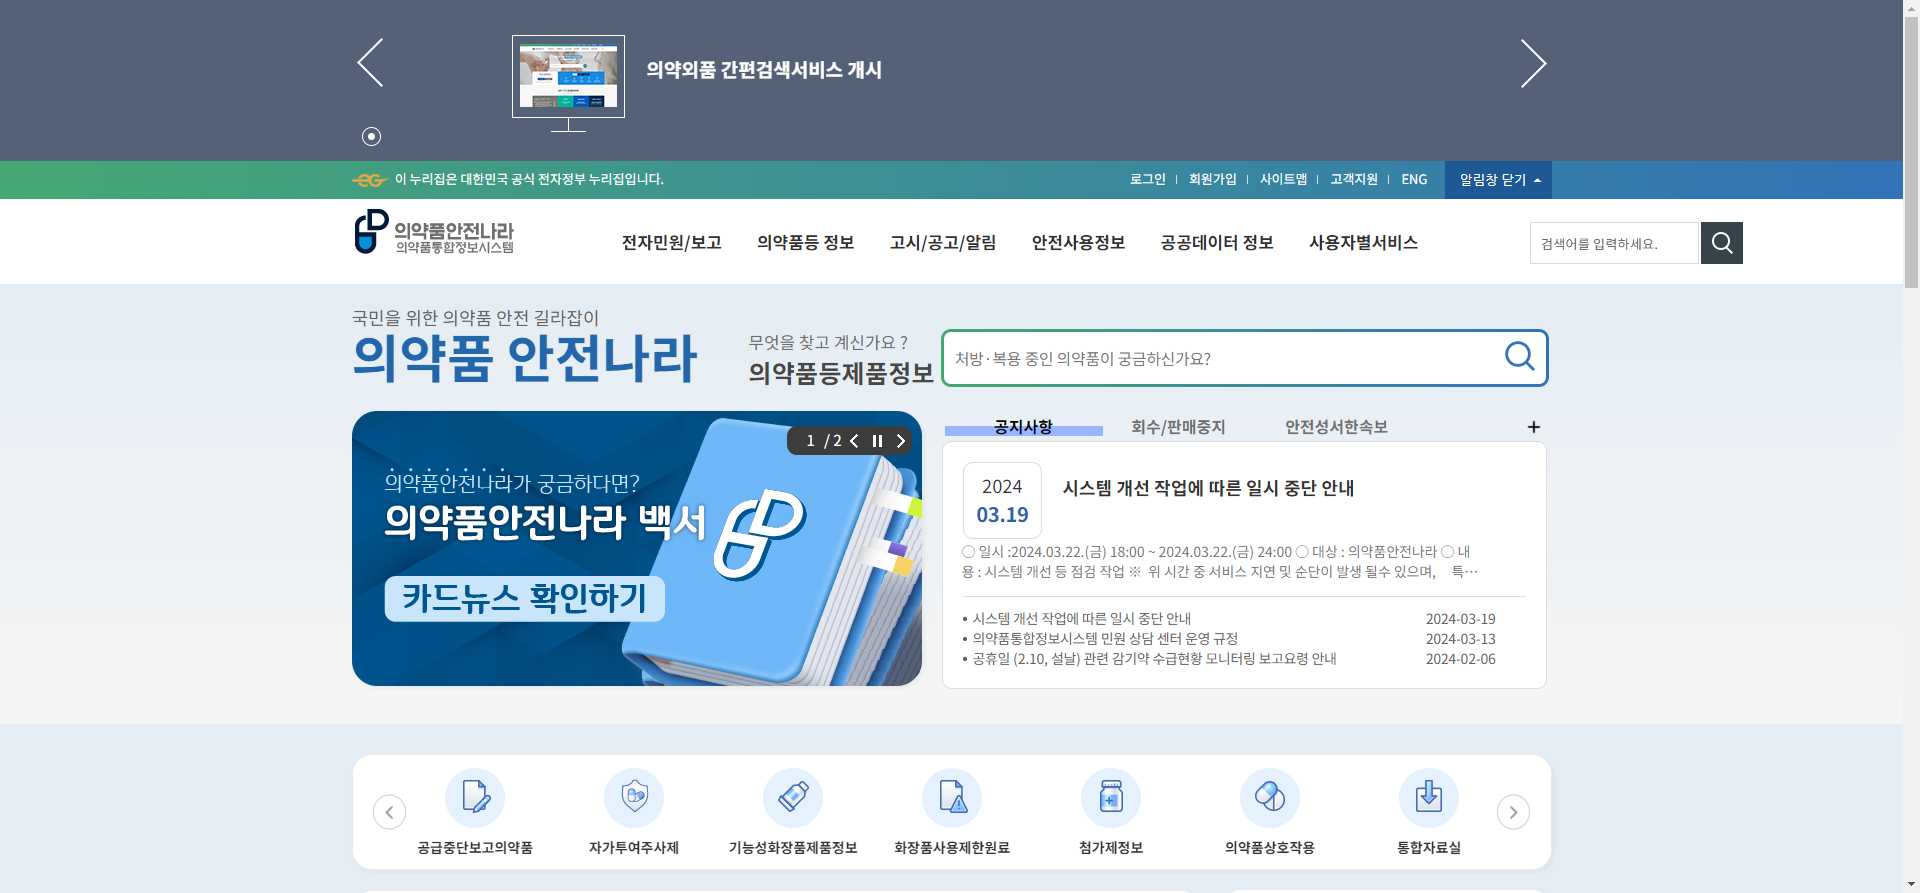 의약외품 간편검색서비스 개시
이 누리집은 대한민국 공식 전자정부 누리집입니다.
로그인 회원가입 사이트맵 고객지원 ENG 알림창 닫기
의약품안전나라
의약품통합정보시스템
전자민원/보고 의약품등 정보 고시/공고/알림 안전사용정보 공공데이터 정보 사용자별서비스
검색어를 입력하세요.
국민을 위한 의약품 안전 길라잡이
의약품 안전나라
무엇을 찾고 계신가요 ?
의약품등제품정보
처방·복용 중인 의약품이 궁금하신가요?
1 / 2
의약품안전나라가 궁금하다면?
의약품안전나라 백서
카드뉴스 확인하기
공지사항 회수/판매중지 안전성서한속보 +
2024
03.19
시스템 개선 작업에 따른 일시 중단 안내
○ 일시 :2024.03.22.(금) 18:00 ~ 2024.03.22.(금) 24:00 ○ 대상 : 의약품안전나라 ○ 내
용 : 시스템 개선 등 점검 작업 ※ 위 시간 중 서비스 지연 및 순단이 발생 될수 있으며, 특…
• 시스템 개선 작업에 따른 일시 중단 안내 2024-03-19
• 의약품통합정보시스템 민원 상담 센터 운영 규정 2024-03-13
• 공휴일 (2.10, 설날) 관련 감기약 수급현황 모니터링 보고요령 안내 2024-02-06
공급중단보고의약품 자가투여주사제 기능성화장품제품정보 화장품사용제한원료 첨가제정보 의약품상호작용 통합자료실